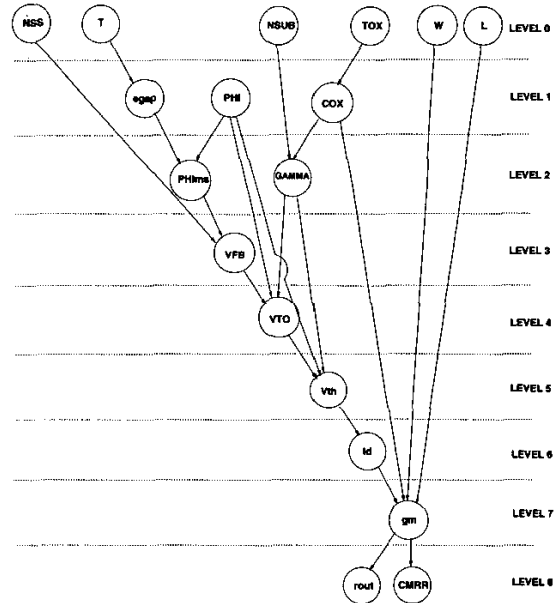 NSS T NSUB TOX W L LEVEL 0
egap PHI COX LEVEL 1
PHIms GAMMA LEVEL 2
VFB LEVEL 3
VTO LEVEL 4
Vth LEVEL 5
Id LEVEL 6
gm LEVEL 7
rout CMRR LEVEL 8